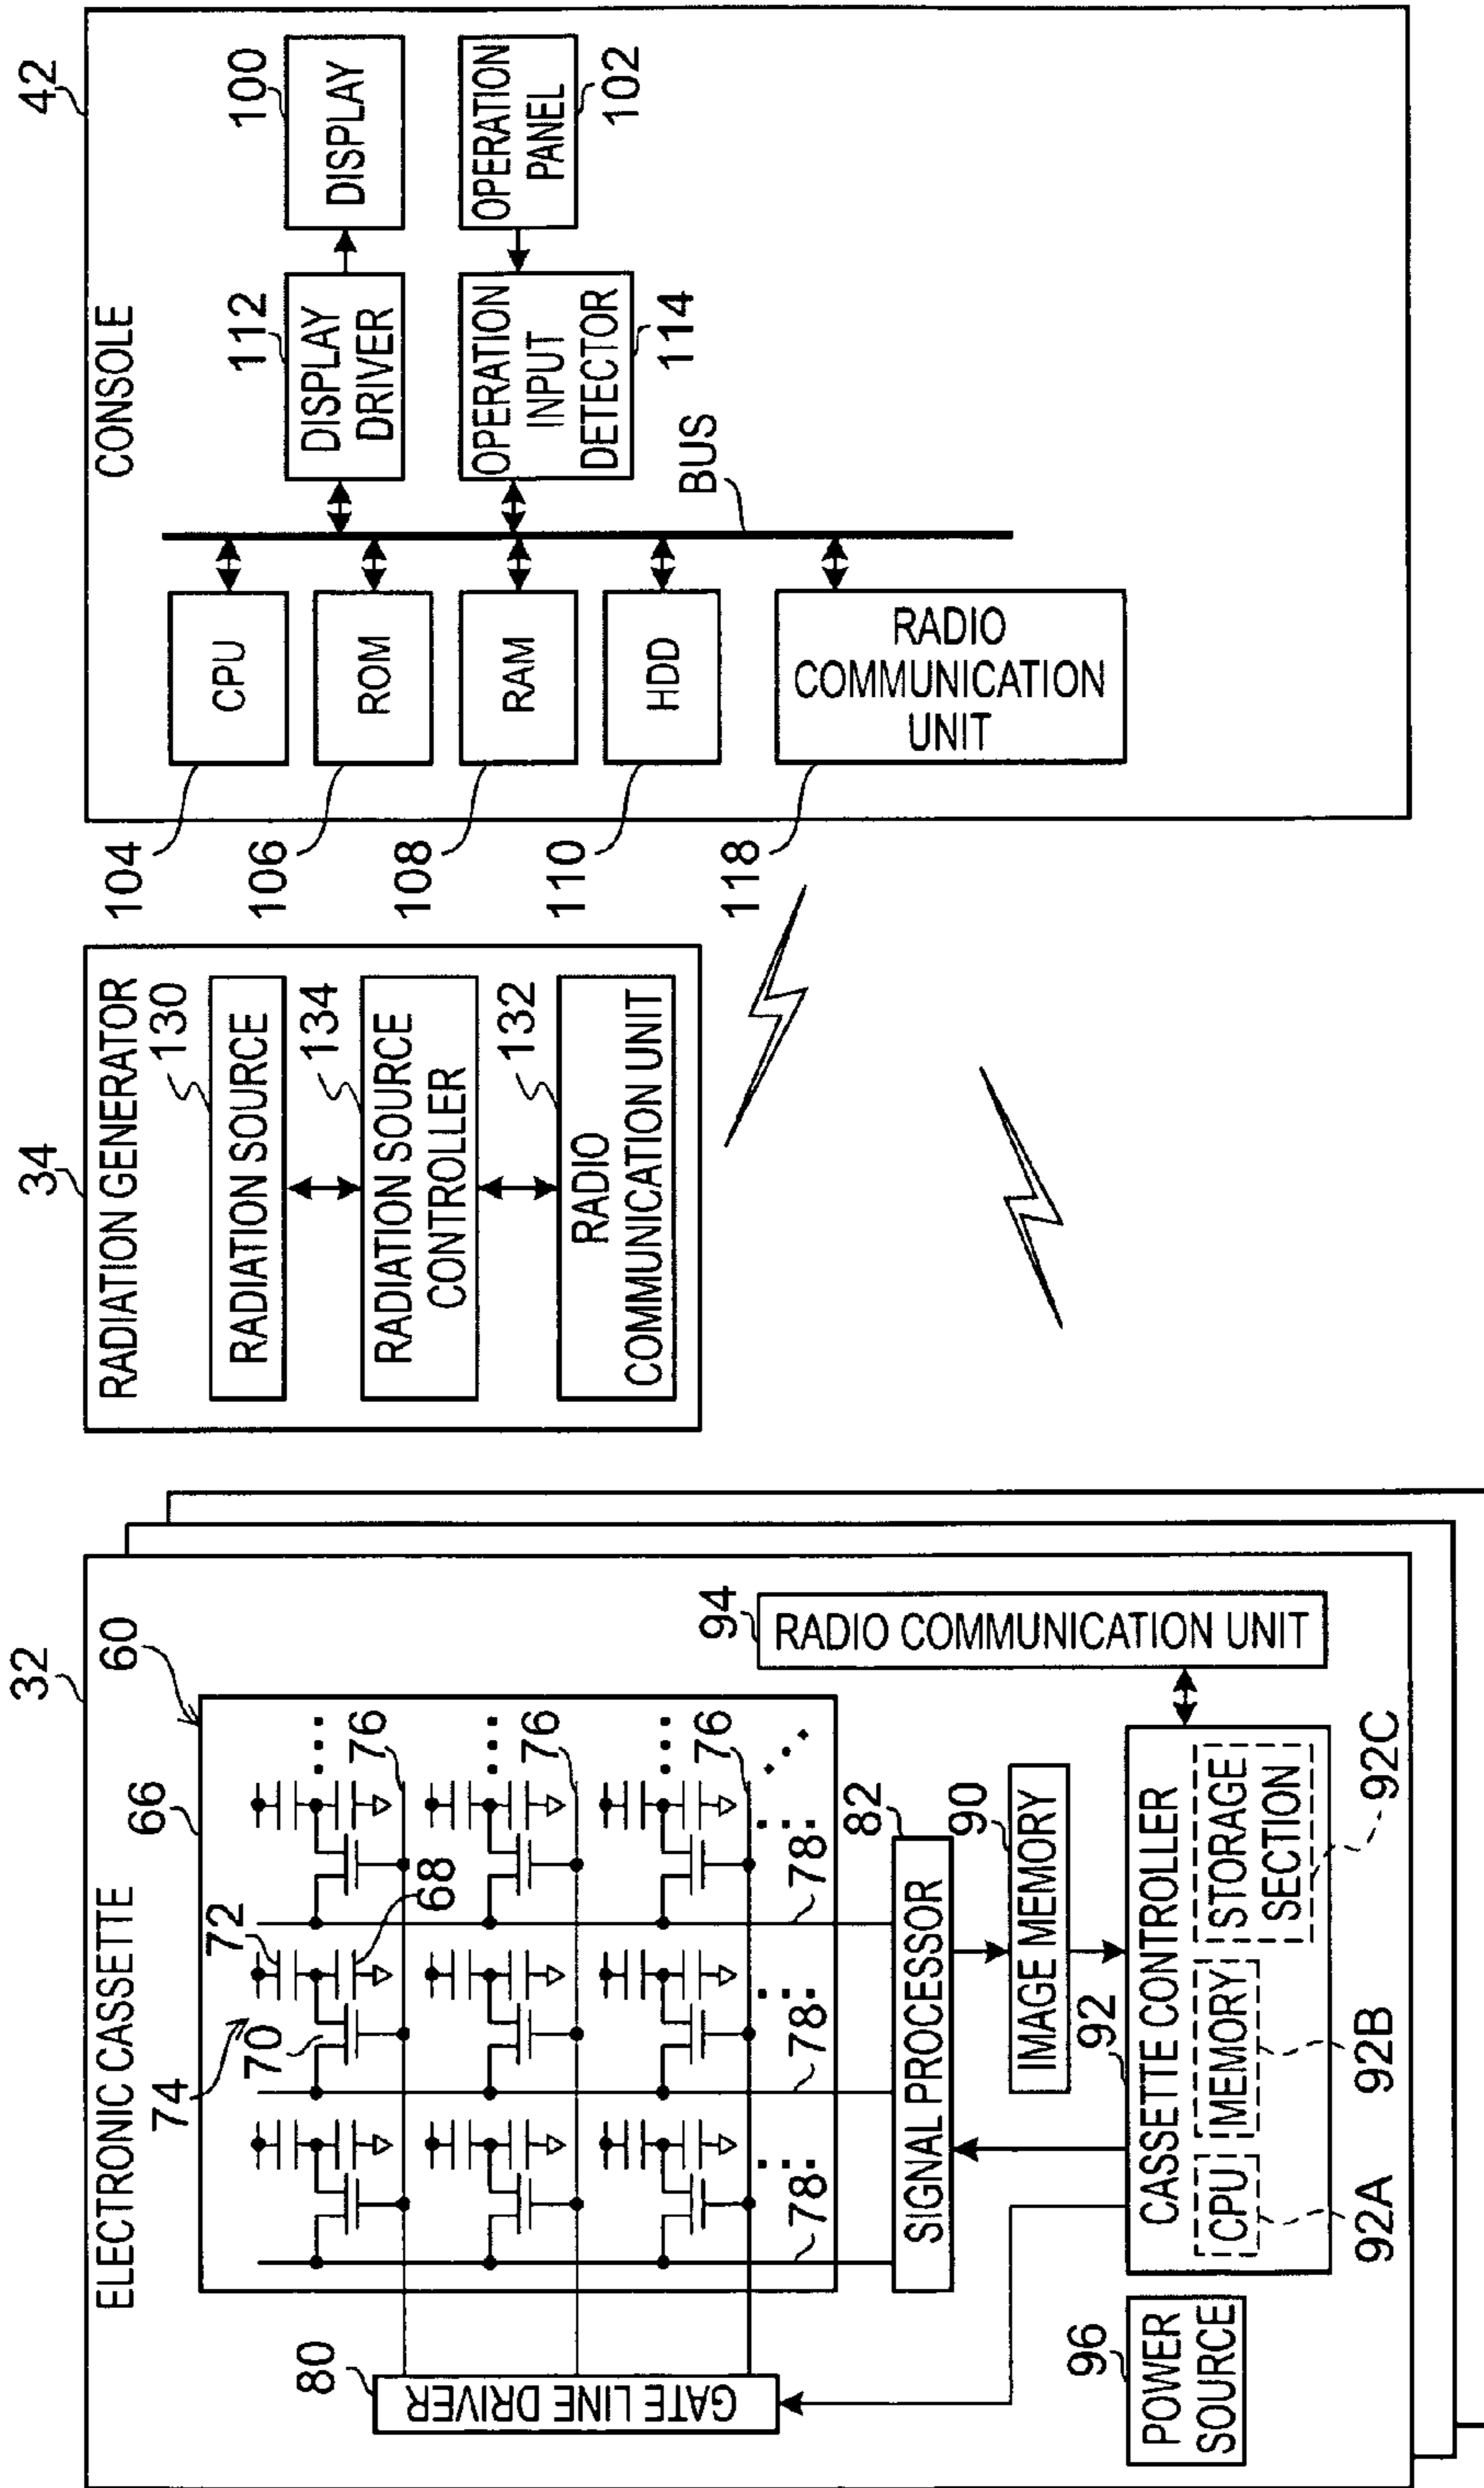 32
ELECTRONIC CASSETTE
60
66
72
74
70
68
76
76
76
78
78
78
80
GATE LINE DRIVER
82
SIGNAL PROCESSOR
90
IMAGE MEMORY
94
RADIO COMMUNICATION UNIT
92
CASSETTE CONTROLLER
CPU
MEMORY
STORAGE
SECTION
92A
92B
92C
96
POWER
SOURCE
34
RADIATION GENERATOR
130
RADIATION SOURCE
134
RADIATION SOURCE
CONTROLLER
132
RADIO
COMMUNICATION UNIT
42
CONSOLE
104
CPU
106
ROM
108
RAM
110
HDD
118
RADIO
COMMUNICATION
UNIT
BUS
112
DISPLAY
DRIVER
100
DISPLAY
OPERATION
INPUT
DETECTOR
114
OPERATION
PANEL
102